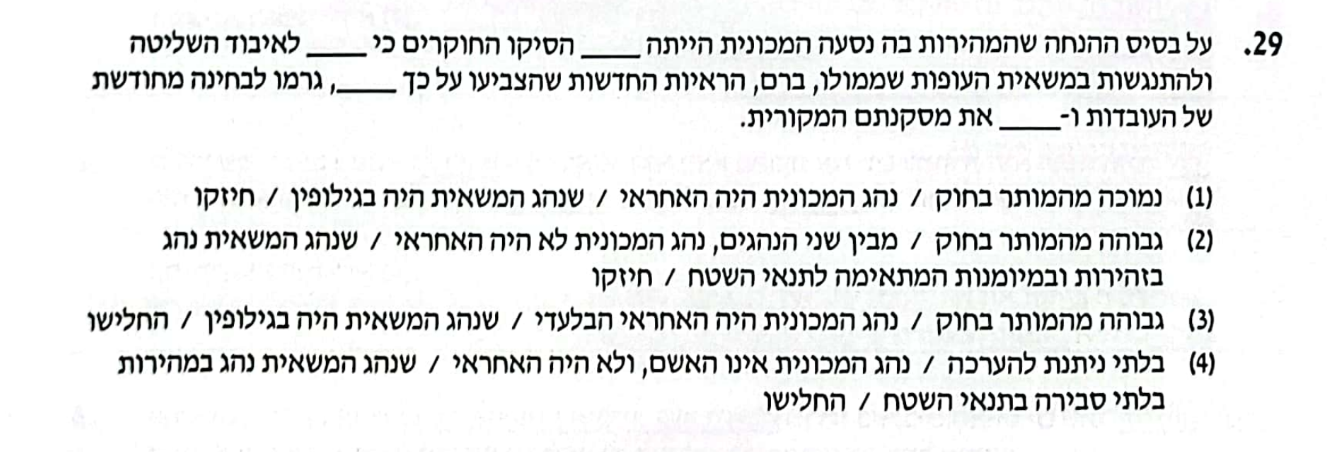 29. על בסיס ההנחה שהמהירות בה נסעה המכונית הייתה ____ הסיקו החוקרים כי ____ לאיבוד השליטה
ולהתנגשות במשאית העופות שממולו, ברם, הראיות החדשות שהצביעו על כך ____, גרמו לבחינה מחודשת
של העובדות ו-____ את מסקנתם המקורית.
(1) נמוכה מהמותר בחוק / נהג המכונית היה האחראי / שנהג המשאית היה בגילופין / חיזקו
(2) גבוהה מהמותר בחוק / מבין שני הנהגים, נהג המכונית לא היה האחראי / שנהג המשאית נהג
בזהירות ובמיומנות המתאימה לתנאי השטח / חיזקו
(3) גבוהה מהמותר בחוק / נהג המכונית היה האחראי הבלעדי / שנהג המשאית היה בגילופין / החלישו
(4) בלתי ניתנת להערכה / נהג המכונית אינו האשם, ולא היה האחראי / שנהג המשאית נהג במהירות
בלתי סבירה בתנאי השטח / החלישו